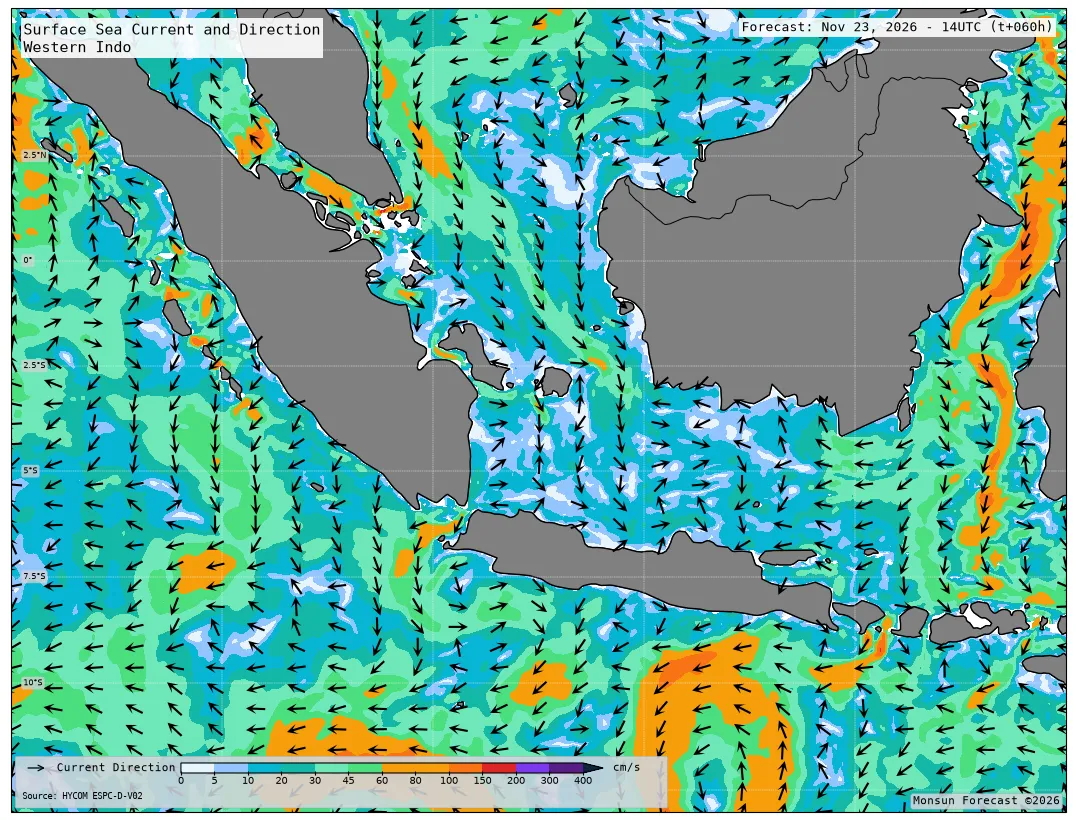 Surface Sea Current and Direction
Western Indo
Forecast: Nov 23, 2026 - 14UTC (t+060h)
2.5°N
0°
2.5°S
5°S
7.5°S
10°S
Current Direction
0 5 10 20 30 45 60 80 100 150 200 300 400 cm/s
Source: HYCOM ESPC-D-V02
Monsun Forecast ©2026